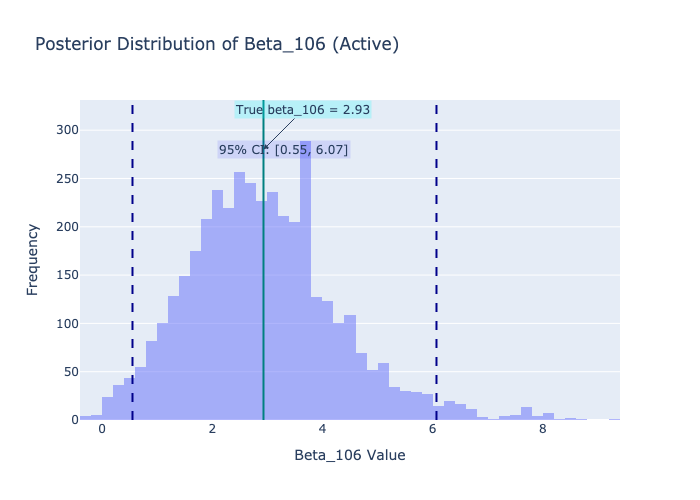 Posterior Distribution of Beta_106 (Active)
True beta_106 = 2.93
95% CI: [0.55, 6.07]
300
250
200
150
100
50
0
Frequency
0 2 4 6 8
Beta_106 Value